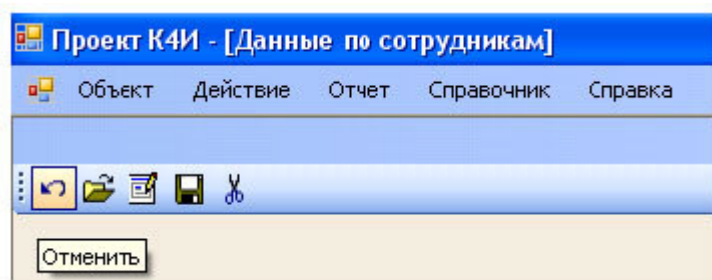 Проект К4И - [Данные по сотрудникам]
Объект Действие Отчет Справочник Справка
Отменить